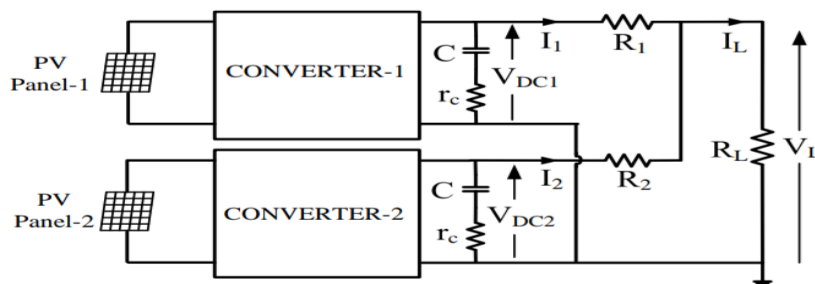 PV
Panel-1
CONVERTER-1
C
rc
VDC1
I1
R1
IL
RL
VL
PV
Panel-2
CONVERTER-2
C
rc
VDC2
I2
R2